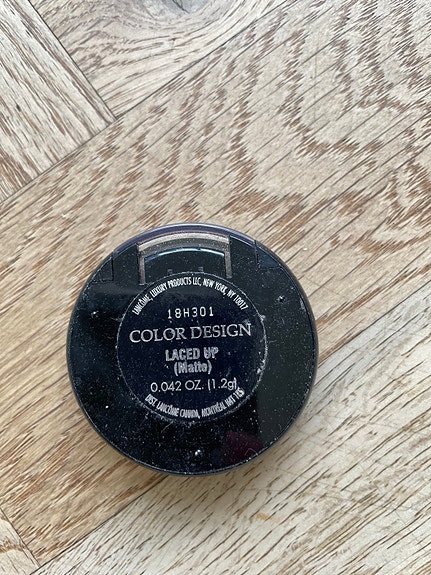 LANCÔME, LUXURY PRODUCTS LLC, NEW YORK, NY 10017
18H301
COLOR DESIGN
LACED UP
(Matte)
0.042 OZ. (1.2g)
DIST. LANCÔME CANADA, MONTRÉAL H4T 1K5